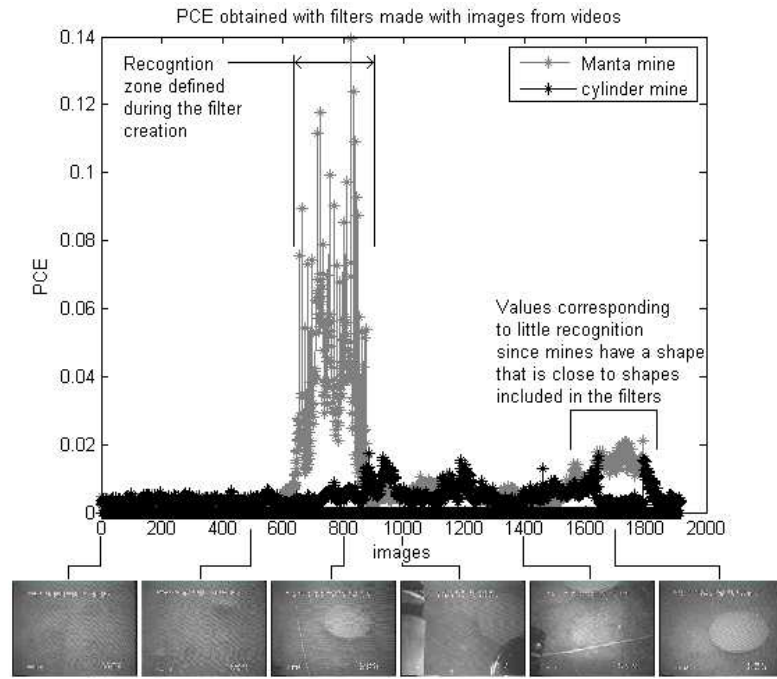 PCE obtained with filters made with images from videos
0.14
0.12
0.1
0.08
0.06
0.04
0.02
0
PCE
Recogntion
zone defined
during the filter
creation
Manta mine
cylinder mine
Values corresponding
to little recognition
since mines have a shape
that is close to shapes
included in the filters
0
200
400
600
800
1000
1200
1400
1600
1800
2000
images